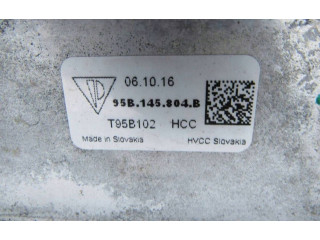 06.10.16
95B.145.804.B
T95B102 HCC
Made in Slovakia HVCC Slovakia